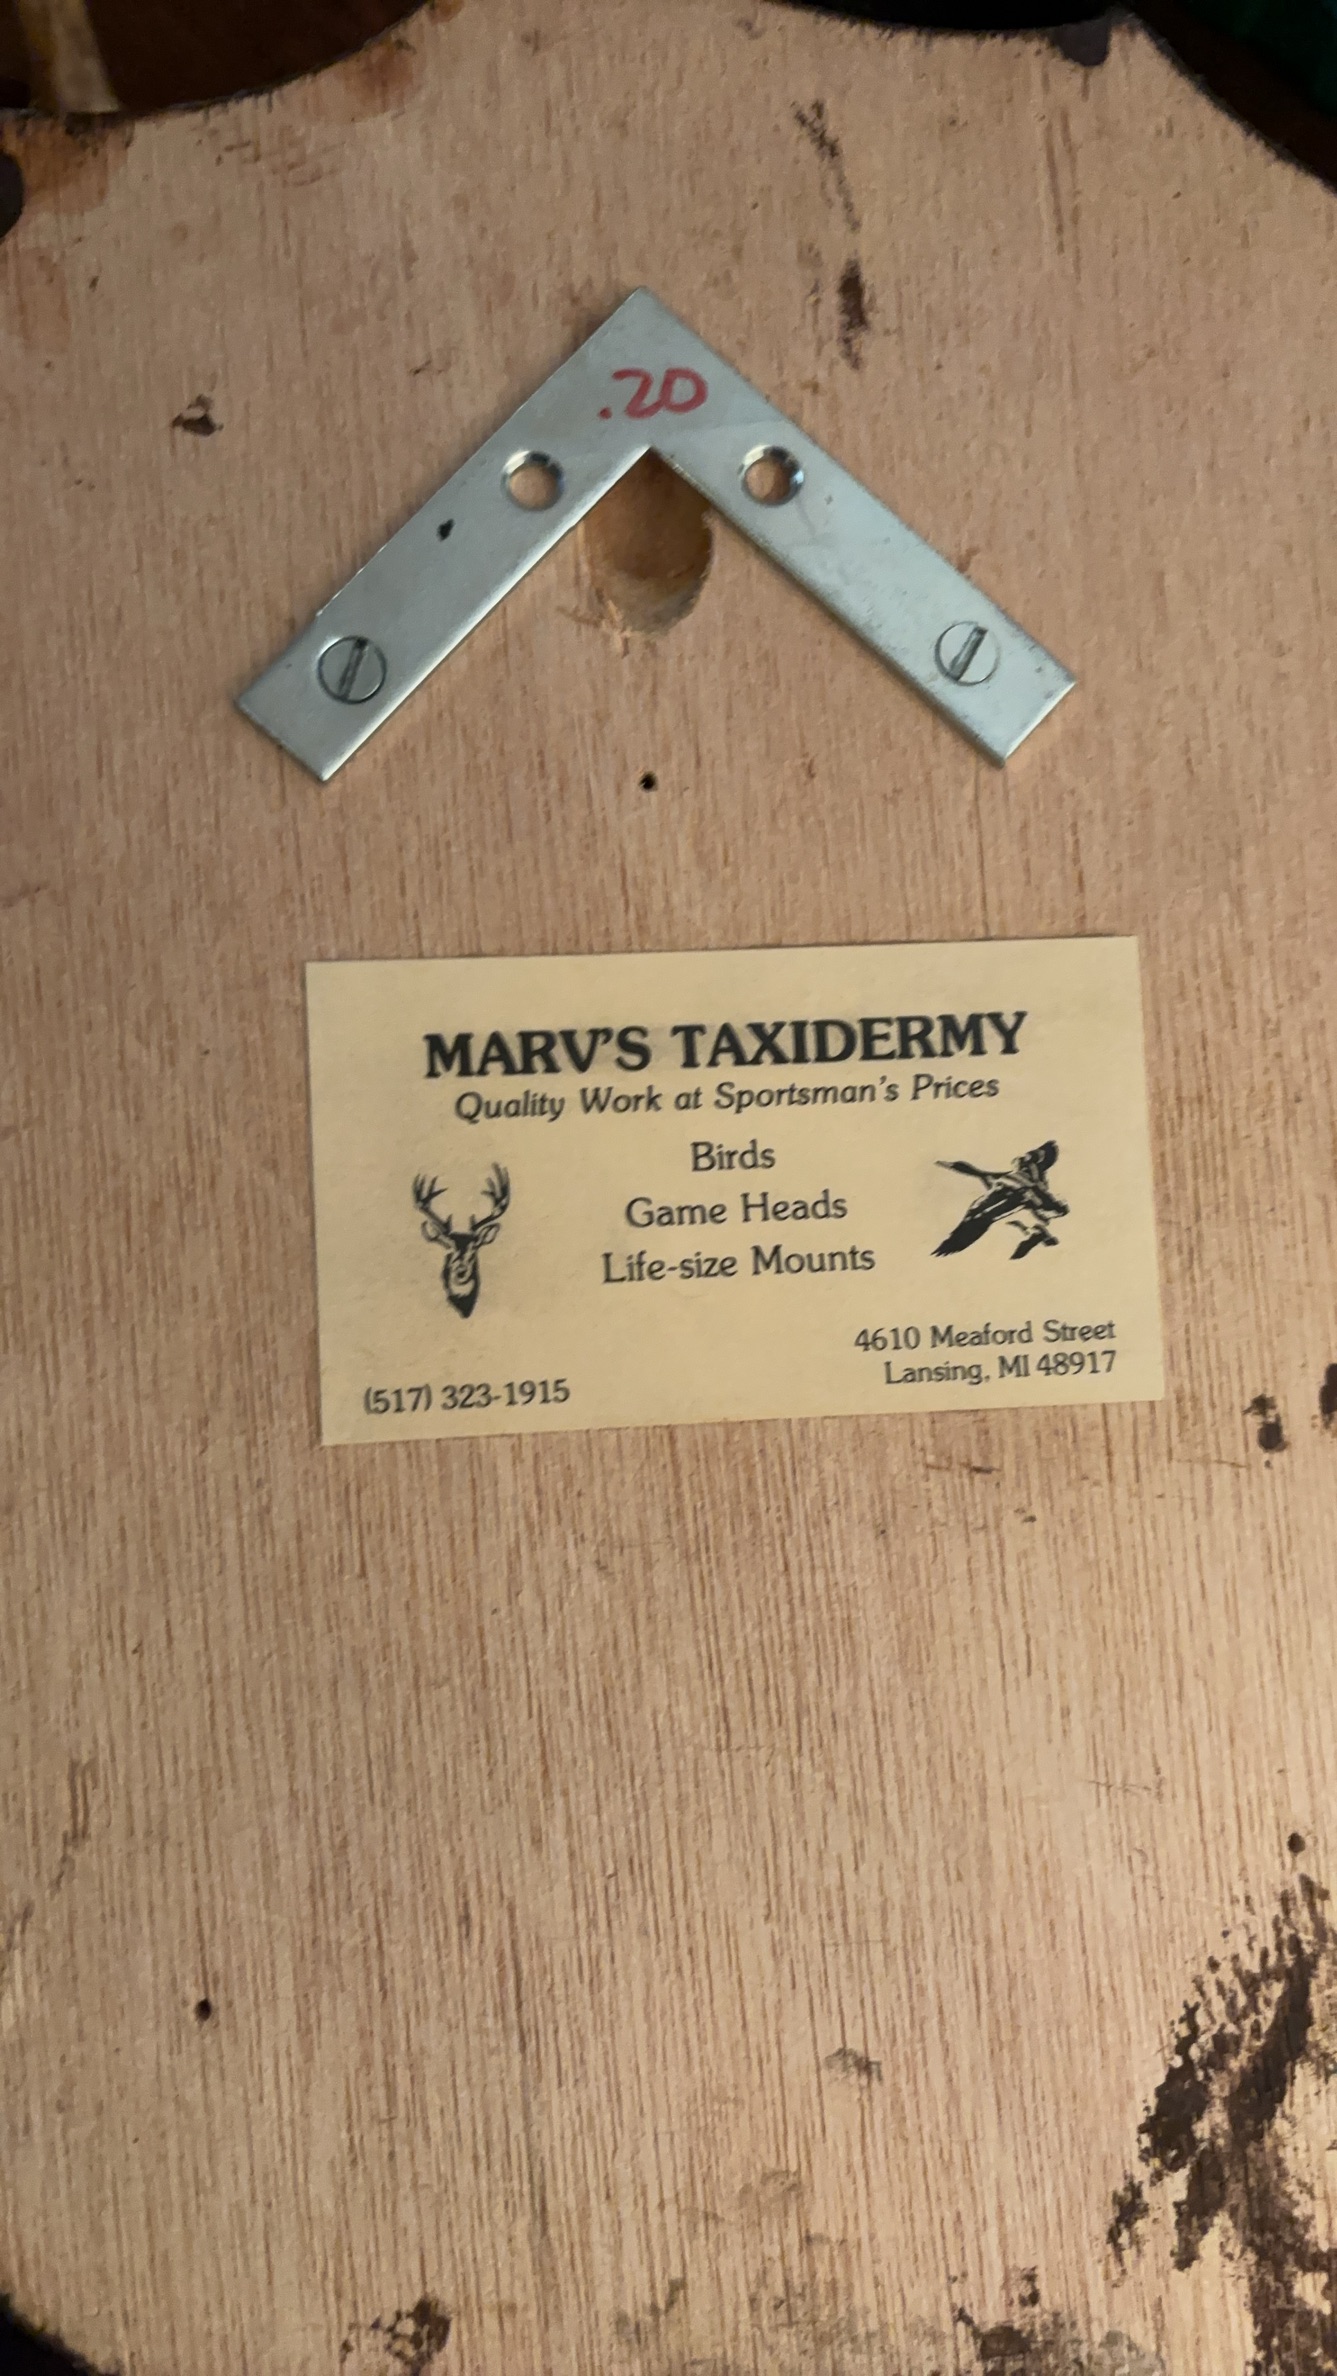 .20
MARV'S TAXIDERMY
Quality Work at Sportsman's Prices
Birds
Game Heads
Life-size Mounts
4610 Meaford Street
Lansing, MI 48917
(517) 323-1915